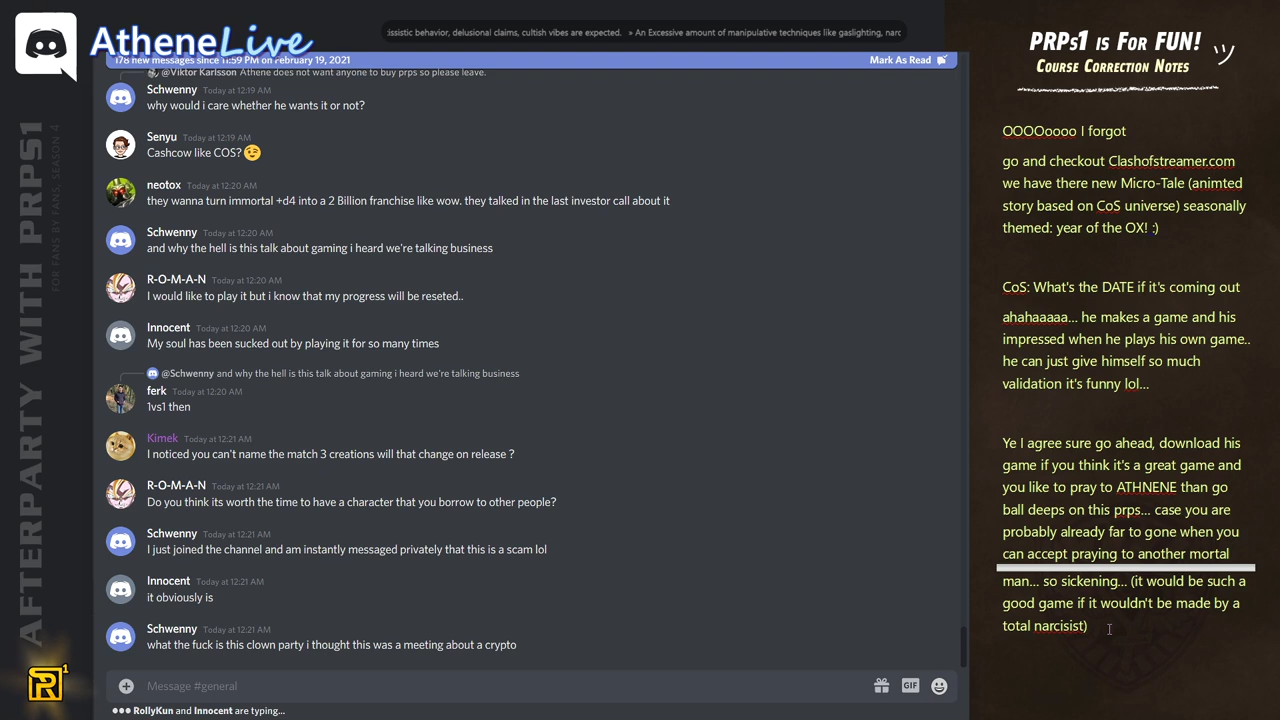 AtheneLive
issistic behavior, delusional claims, cultish vibes are expected.   » An Excessive amount of manipulative techniques like gaslighting, narc
178 new messages since 11:59 PM on February 19, 2021
Mark As Read
@Viktor Karlsson Athene does not want anyone to buy prps so please leave.
Schwenny Today at 12:19 AM
why would i care whether he wants it or not?
Senyu Today at 12:19 AM
Cashcow like COS? 😉
neotox Today at 12:20 AM
they wanna turn immortal +d4 into a 2 Billion franchise like wow. they talked in the last investor call about it
Schwenny Today at 12:20 AM
and why the hell is this talk about gaming i heard we're talking business
R-O-M-A-N Today at 12:20 AM
I would like to play it but i know that my progress will be reseted..
Innocent Today at 12:20 AM
My soul has been sucked out by playing it for so many times
@Schwenny and why the hell is this talk about gaming i heard we're talking business
ferk Today at 12:20 AM
1vs1 then
Kimek Today at 12:21 AM
I noticed you can't name the match 3 creations will that change on release ?
R-O-M-A-N Today at 12:21 AM
Do you think its worth the time to have a character that you borrow to other people?
Schwenny Today at 12:21 AM
I just joined the channel and am instantly messaged privately that this is a scam lol
Innocent Today at 12:21 AM
it obviously is
Schwenny Today at 12:21 AM
what the fuck is this clown party i thought this was a meeting about a crypto
Message #general
GIF
RollyKun and Innocent are typing...
AFTERPARTY WITH PRPS1
FOR FANS BY FANS, SEASON 4
1
PRPs1 is For FUN!
Course Correction Notes
ツ
OOOOoooo I forgot
go and checkout Clashofstreamer.com
we have there new Micro-Tale (animted
story based on CoS universe) seasonally
themed: year of the OX! :)
CoS: What's the DATE if it's coming out
ahahaaaaa... he makes a game and his
impressed when he plays his own game..
he can just give himself so much
validation it's funny lol...
Ye I agree sure go ahead, download his
game if you think it's a great game and
you like to pray to ATHNENE than go
ball deeps on this prps... case you are
probably already far to gone when you
can accept praying to another mortal
man... so sickening... (it would be such a
good game if it wouldn't be made by a
total narcisist)